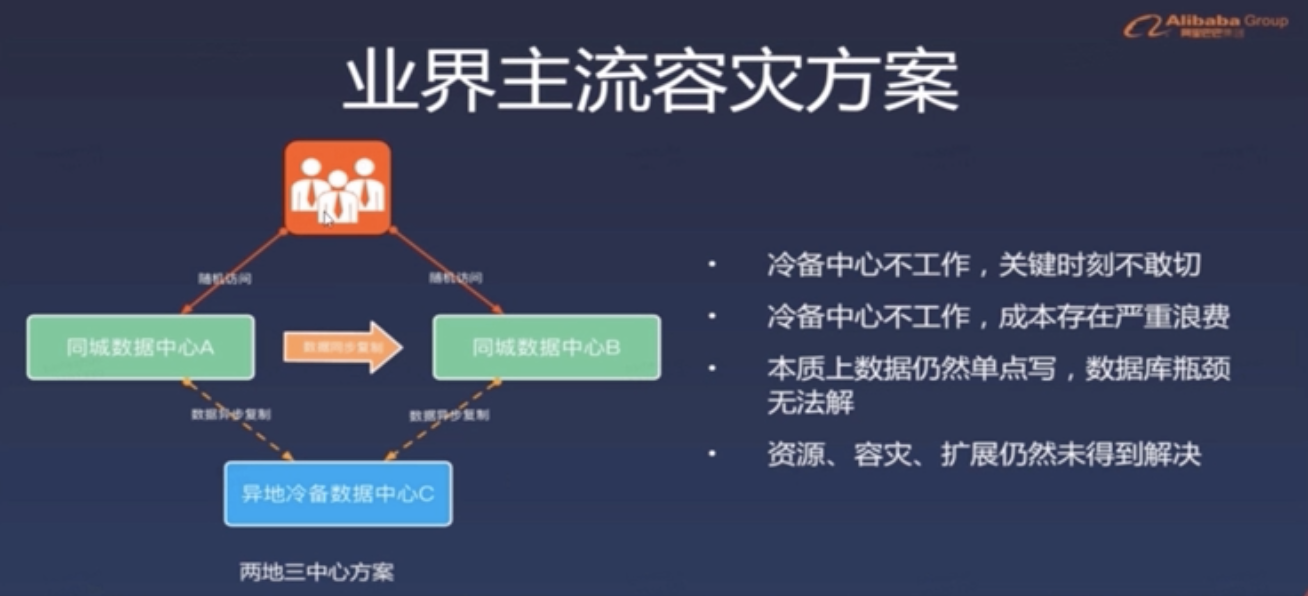 Alibaba Group
阿里巴巴集团
业界主流容灾方案
随机访问
随机访问
同城数据中心A
数据同步复制
同城数据中心B
数据异步复制
数据异步复制
异地冷备数据中心C
两地三中心方案
• 冷备中心不工作，关键时刻不敢切
• 冷备中心不工作，成本存在严重浪费
• 本质上数据仍然单点写，数据库瓶颈
无法解
• 资源、容灾、扩展仍然未得到解决